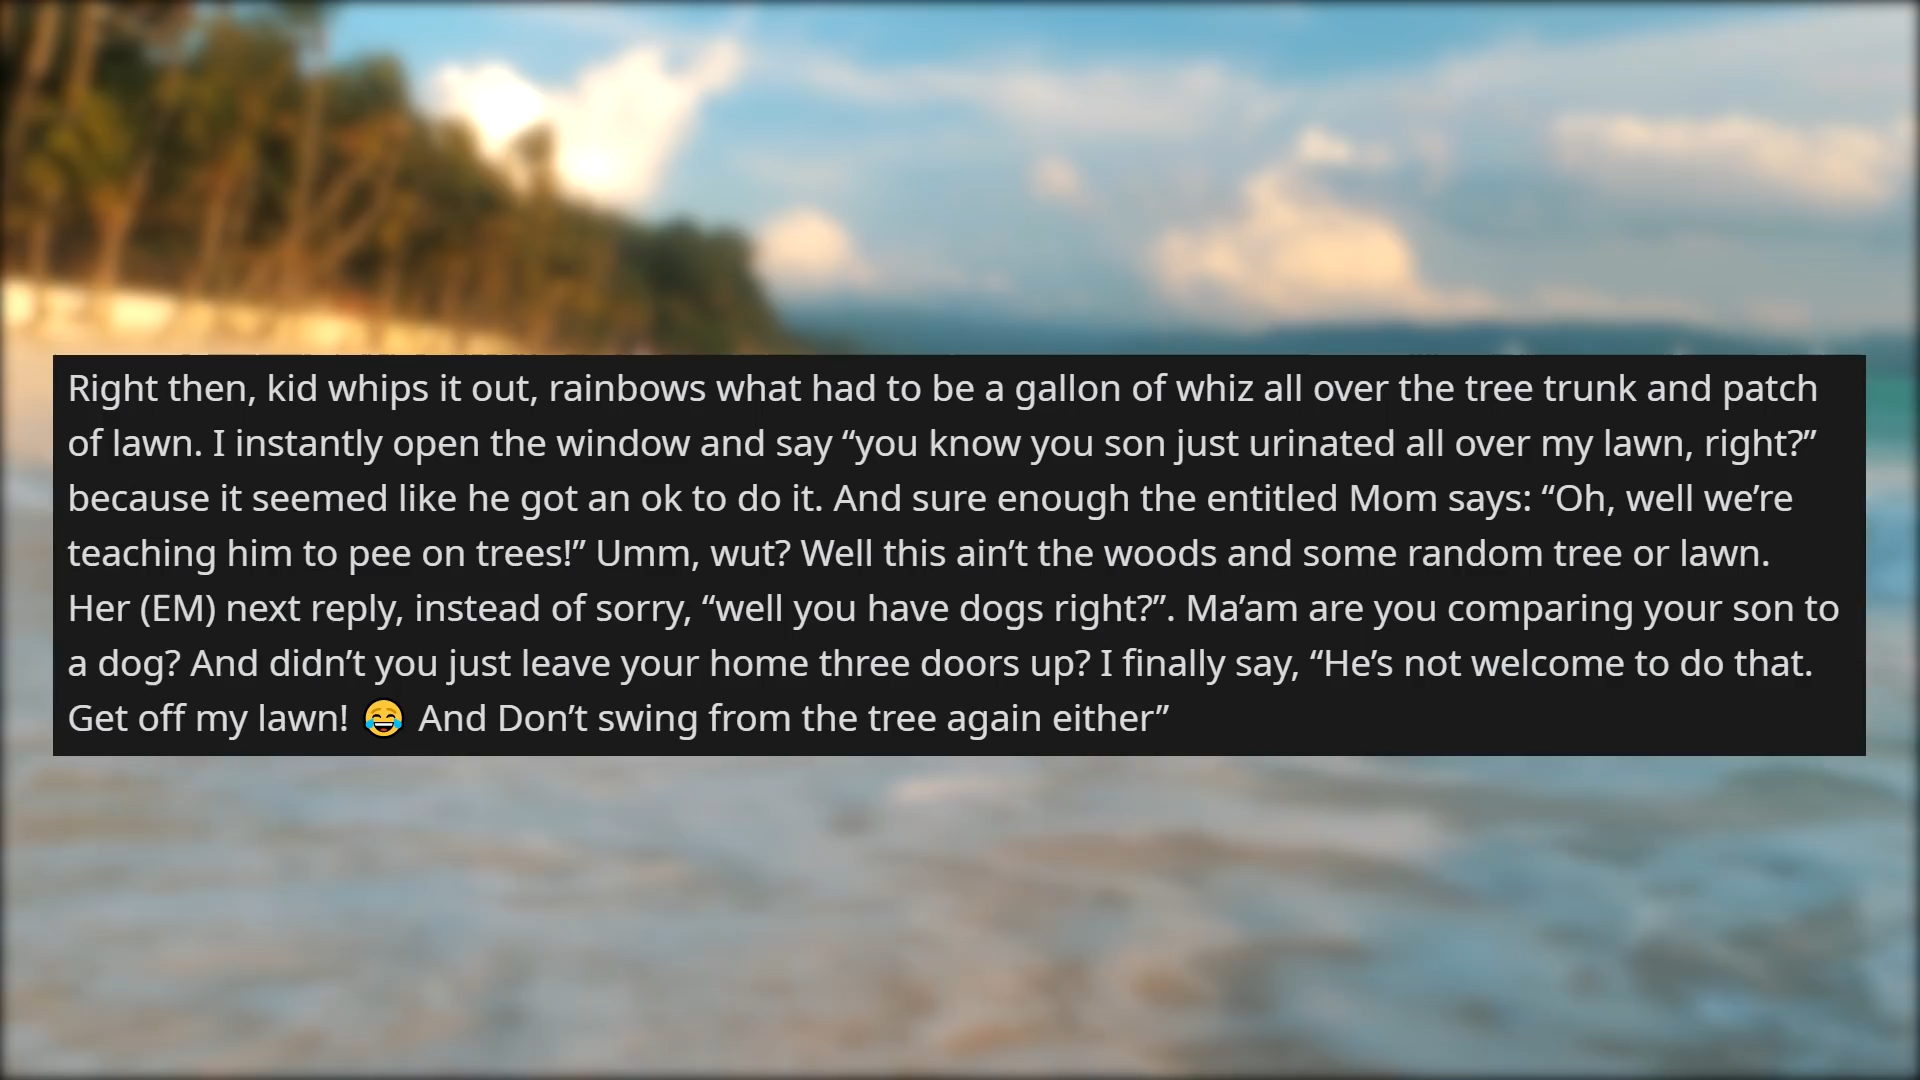 Right then, kid whips it out, rainbows what had to be a gallon of whiz all over the tree trunk and patch
of lawn. I instantly open the window and say “you know you son just urinated all over my lawn, right?”
because it seemed like he got an ok to do it. And sure enough the entitled Mom says: “Oh, well we’re
teaching him to pee on trees!” Umm, wut? Well this ain’t the woods and some random tree or lawn.
Her (EM) next reply, instead of sorry, “well you have dogs right?”. Ma’am are you comparing your son to
a dog? And didn’t you just leave your home three doors up? I finally say, “He’s not welcome to do that.
Get off my lawn! 😂 And Don’t swing from the tree again either”